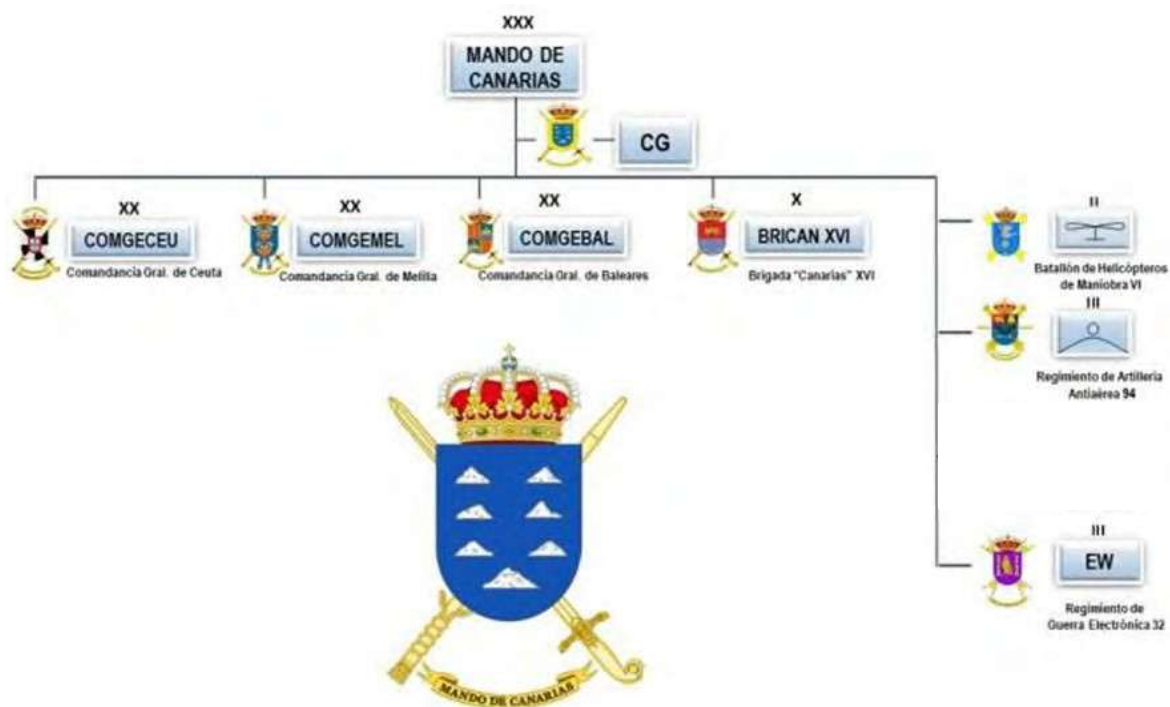 XXX
MANDO DE
CANARIAS
CG
XX
COMGECEU
Comandancia Gral. de Ceuta
XX
COMGEMEL
Comandancia Gral. de Melilla
XX
COMGEBAL
Comandancia Gral. de Baleares
X
BRICAN XVI
Brigada "Canarias" XVI
II
Batallón de Helicópteros
de Maniobra VI
III
Regimiento de Artillería
Antiaérea 94
III
EW
Regimiento de
Guerra Electrónica 32
MANDO DE CANARIAS